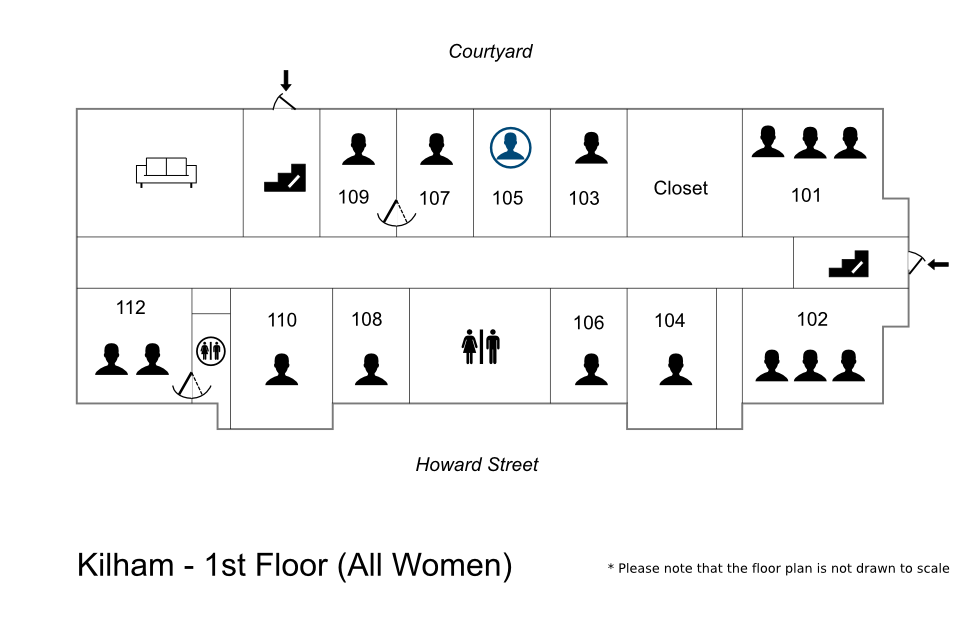 Courtyard
109
107
105
103
Closet
101
112
110
108
106
104
102
Howard Street
Kilham - 1st Floor (All Women)
* Please note that the floor plan is not drawn to scale